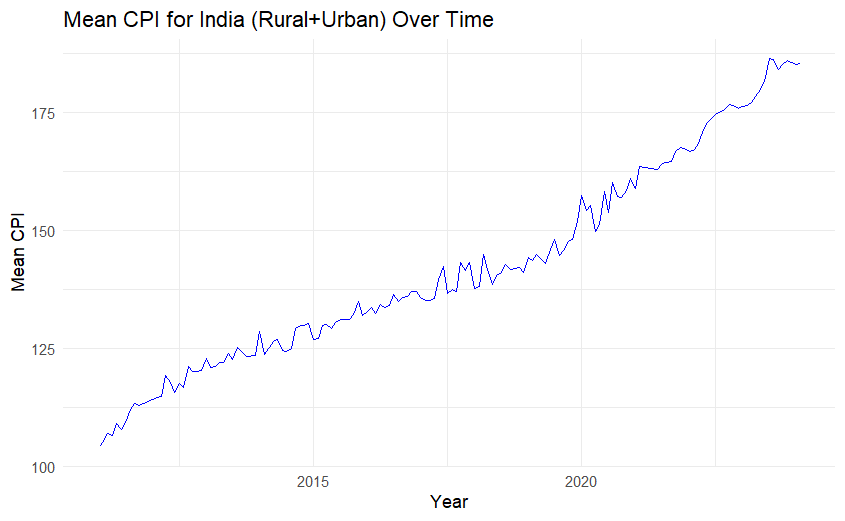 Mean CPI for India (Rural+Urban) Over Time
Mean CPI
175
150
125
100
2015 2020
Year